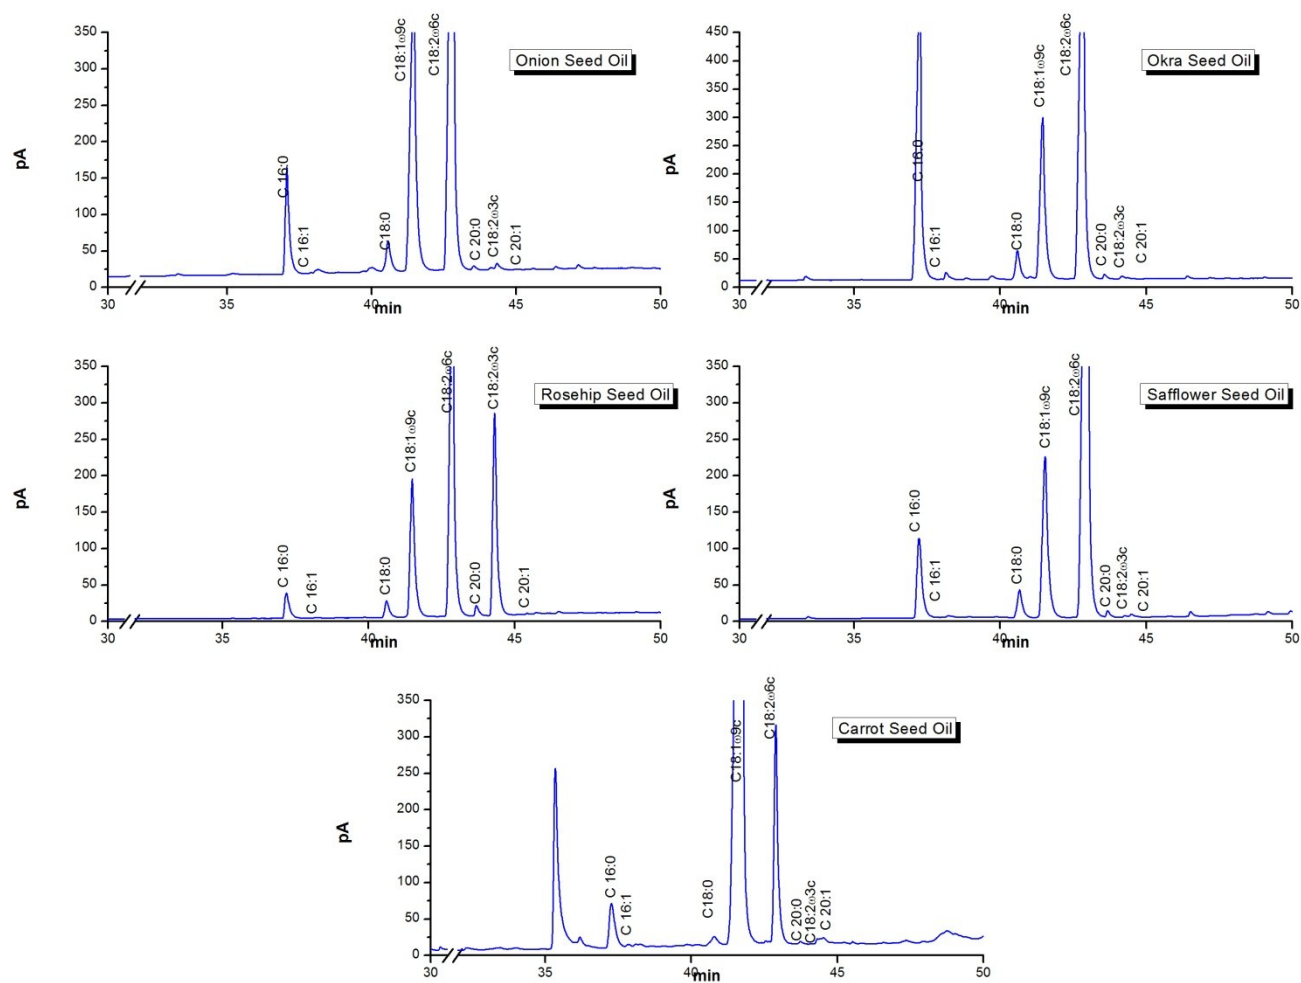 Onion Seed Oil
pA
350
300
250
200
150
100
50
0
C 16:0
C 16:1
C18:0
C18:1ω9c
C18:2ω6c
C 20:0
C18:2ω3c
C 20:1
30
35
40
45
50
min
Okra Seed Oil
pA
450
400
350
300
250
200
150
100
50
0
C 16:0
C 16:1
C18:0
C18:1ω9c
C18:2ω6c
C20:0
C18:2ω3c
C 20:1
30
35
40
45
50
min
Rosehip Seed Oil
pA
350
300
250
200
150
100
50
0
C 16:0
C 16:1
C18:0
C18:1ω9c
C18:2ω6c
C20:0
C18:2ω3c
C 20:1
30
35
40
45
50
min
Safflower Seed Oil
pA
350
300
250
200
150
100
50
0
C 16:0
C 16:1
C18:0
C18:1ω9c
C18:2ω6c
C 20:0
C18:2ω3c
C 20:1
30
35
40
45
50
min
Carrot Seed Oil
pA
350
300
250
200
150
100
50
0
C 16:0
C 16:1
C18:0
C18:1ω9c
C18:2ω6c
C 20:0
C18:2ω3c
C 20:1
30
35
40
45
50
min